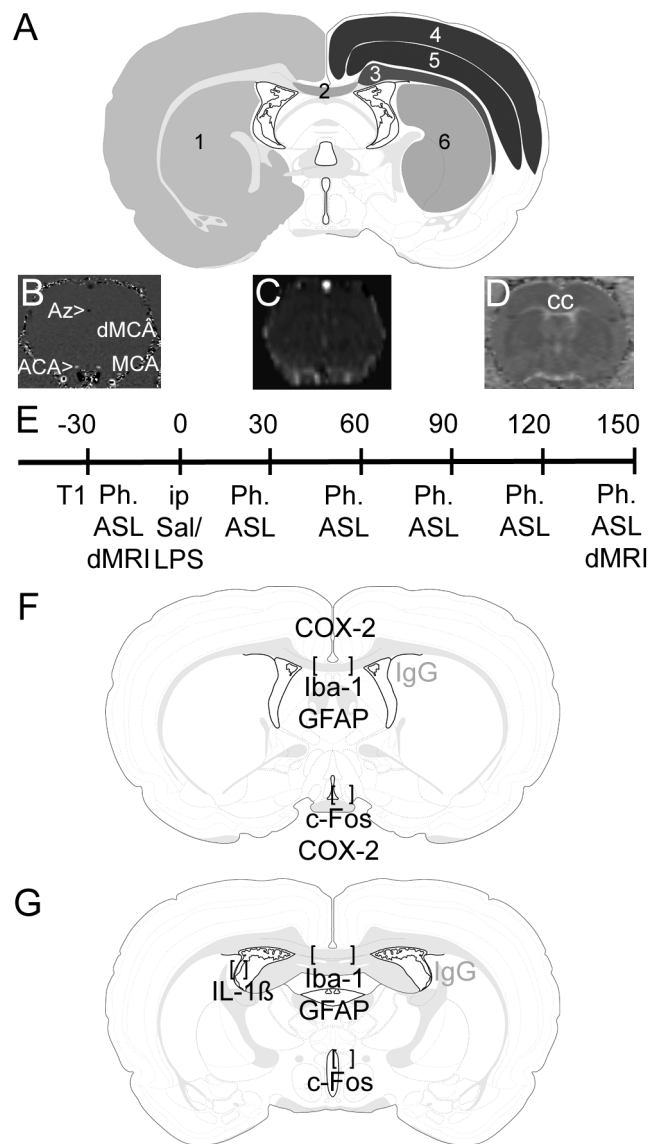 A
4
5
3
2
1
6
B
Az>
dMCA
ACA> MCA
C
D
cc
E
-30 0 30 60 90 120 150
T1 Ph. ip Ph. Ph. Ph. Ph. Ph.
ASL Sal/ ASL ASL ASL ASL ASL
dMRI LPS dMRI
F
COX-2
[ ] IgG
Iba-1
GFAP
[ ]
c-Fos
COX-2
G
[ ]
[ ] Iba-1 IgG
IL-1ß GFAP
[ ]
c-Fos